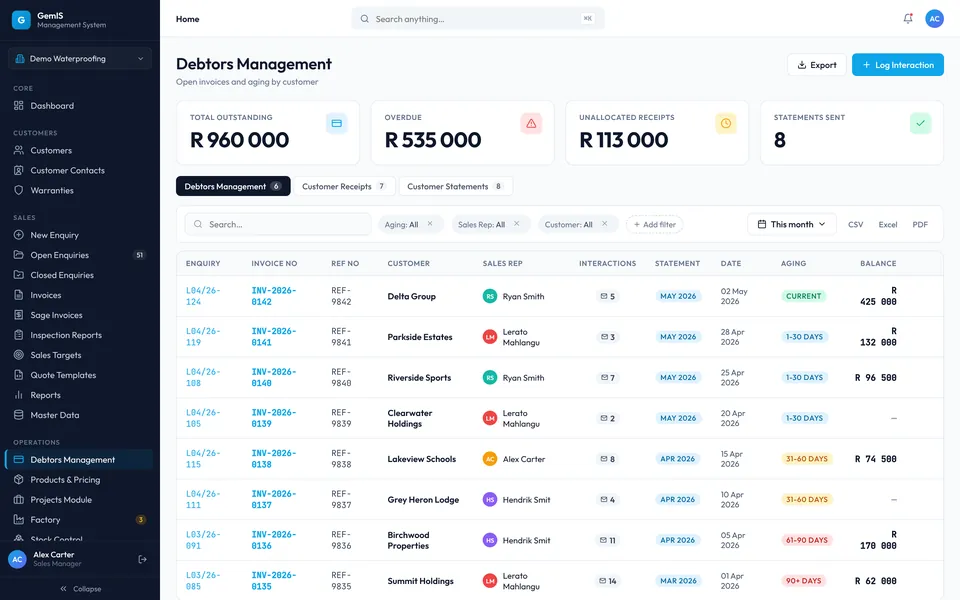 G
GemIS
Management System
Demo Waterproofing
CORE
Dashboard
CUSTOMERS
Customers
Customer Contacts
Warranties
SALES
New Enquiry
Open Enquiries 51
Closed Enquiries
Invoices
Sage Invoices
Inspection Reports
Sales Targets
Quote Templates
Reports
Master Data
OPERATIONS
Debtors Management
Products & Pricing
Projects Module
Factory 3
Stock Control
AC
Alex Carter
Sales Manager
Collapse
Home
Search anything...
⌘K
AC
Debtors Management
Open invoices and aging by customer
Export
+ Log Interaction
TOTAL OUTSTANDING
R 960 000
OVERDUE
R 535 000
UNALLOCATED RECEIPTS
R 113 000
STATEMENTS SENT
8
Debtors Management 6
Customer Receipts 7
Customer Statements 8
Search...
Aging: All ×
Sales Rep: All ×
Customer: All ×
+ Add filter
This month
CSV
Excel
PDF
ENQUIRY INVOICE NO REF NO CUSTOMER SALES REP INTERACTIONS STATEMENT DATE AGING BALANCE
L04/26-124 INV-2026-0142 REF-9842 Delta Group RS Ryan Smith 5 MAY 2026 02 May 2026 CURRENT R 425 000
L04/26-119 INV-2026-0141 REF-9841 Parkside Estates LM Lerato Mahlangu 3 MAY 2026 28 Apr 2026 1-30 DAYS R 132 000
L04/26-108 INV-2026-0140 REF-9840 Riverside Sports RS Ryan Smith 7 MAY 2026 25 Apr 2026 1-30 DAYS R 96 500
L04/26-105 INV-2026-0139 REF-9839 Clearwater Holdings LM Lerato Mahlangu 2 MAY 2026 20 Apr 2026 1-30 DAYS —
L04/26-115 INV-2026-0138 REF-9838 Lakeview Schools AC Alex Carter 8 APR 2026 15 Apr 2026 31-60 DAYS R 74 500
L04/26-111 INV-2026-0137 REF-9837 Grey Heron Lodge HS Hendrik Smit 4 APR 2026 10 Apr 2026 31-60 DAYS —
L03/26-091 INV-2026-0136 REF-9836 Birchwood Properties HS Hendrik Smit 11 APR 2026 05 Apr 2026 61-90 DAYS R 170 000
L03/26-085 INV-2026-0135 REF-9835 Summit Holdings LM Lerato Mahlangu 14 MAR 2026 01 Apr 2026 90+ DAYS R 62 000